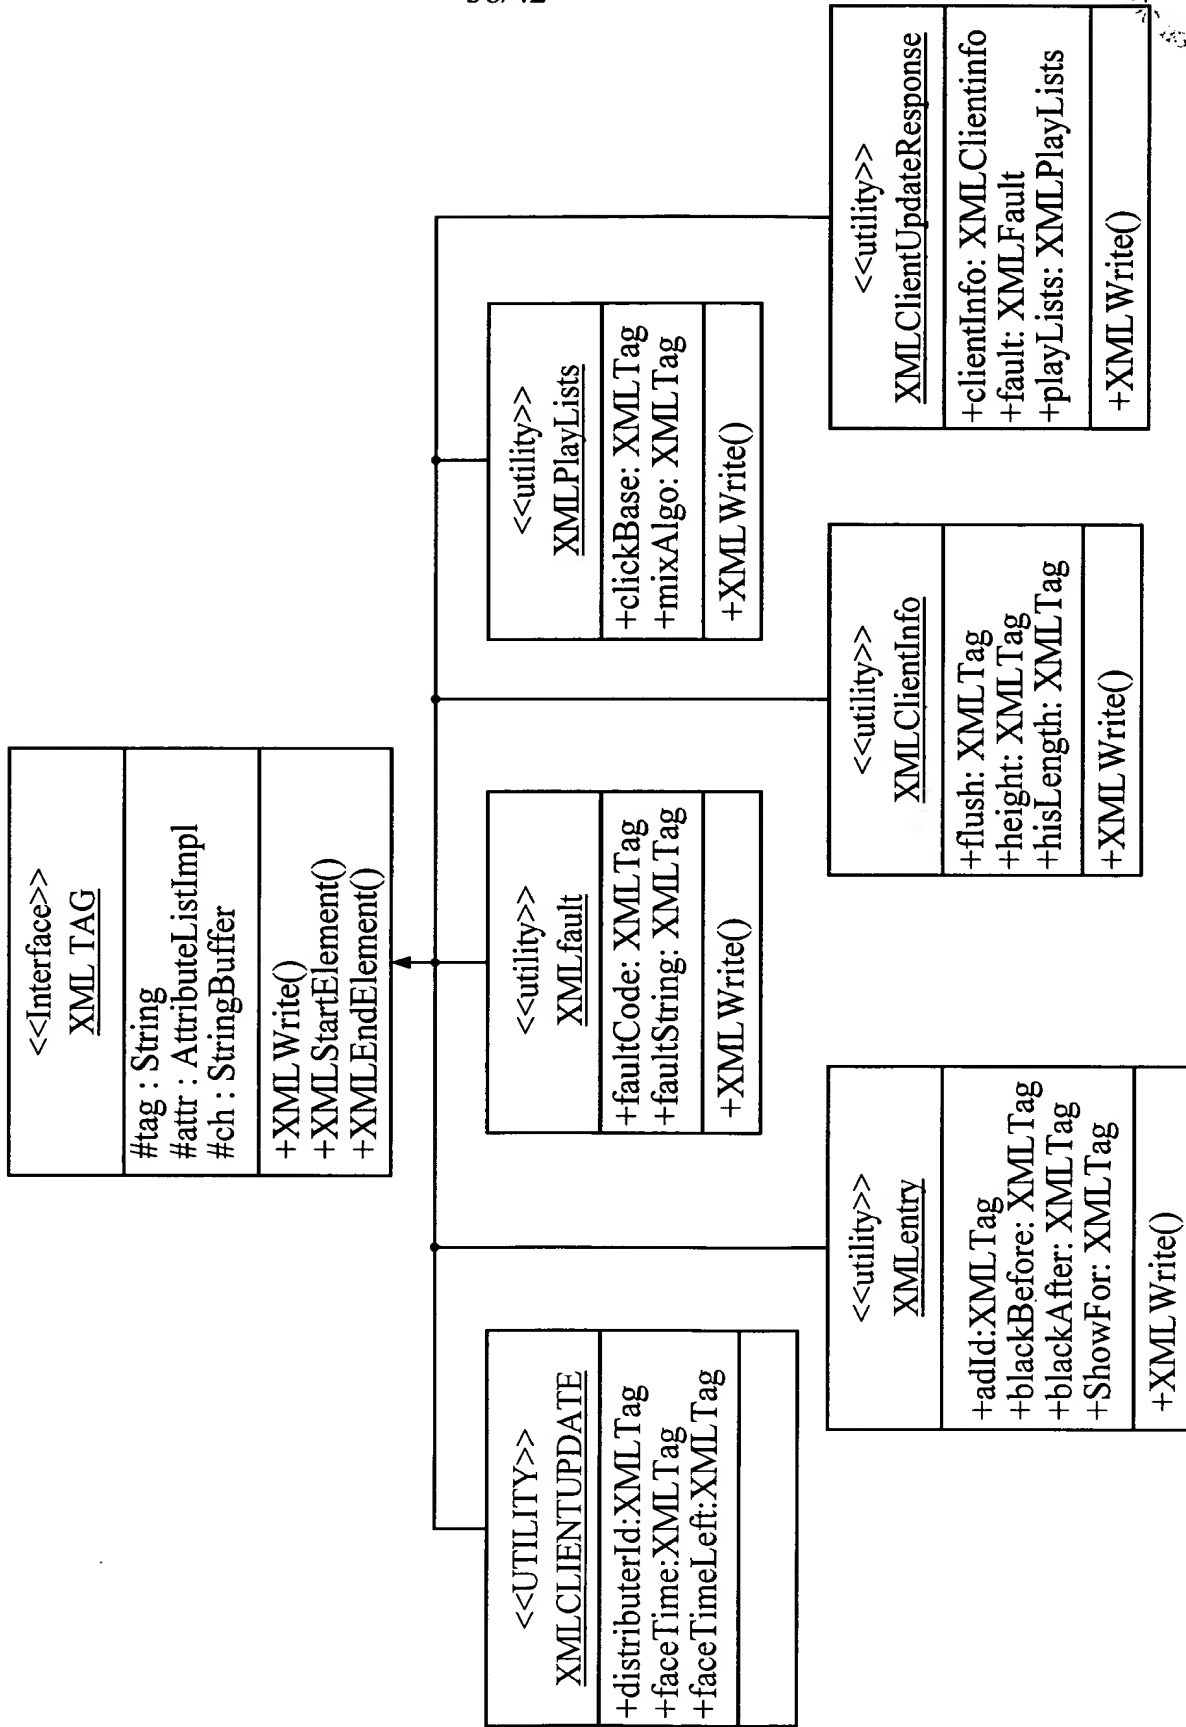 <<Interface>>
XML TAG
#tag : String
#attr : AttributeListImpl
#ch : StringBuffer
+XMLWrite()
+XMLStartElement()
+XMLEndElement()
<<UTILITY>>
XMLCLIENTUPDATE
+distributerId:XMLTag
+faceTime:XMLTag
+faceTimeLeft:XMLTag
<<utility>>
XMLfault
+faultCode: XMLTag
+faultString: XMLTag
+XMLWrite()
<<utility>>
XMLPlayLists
+clickBase: XMLTag
+mixAlgo: XMLTag
+XMLWrite()
<<utility>>
XMLentry
+adId:XMLTag
+blackBefore: XMLTag
+blackAfter: XMLTag
+ShowFor: XMLTag
+XMLWrite()
<<utility>>
XMLClientInfo
+flush: XMLTag
+height: XMLTag
+hisLength: XMLTag
+XMLWrite()
<<utility>>
XMLClientUpdateResponse
+clientInfo: XMLClientinfo
+fault: XMLFault
+playLists: XMLPlayLists
+XMLWrite()